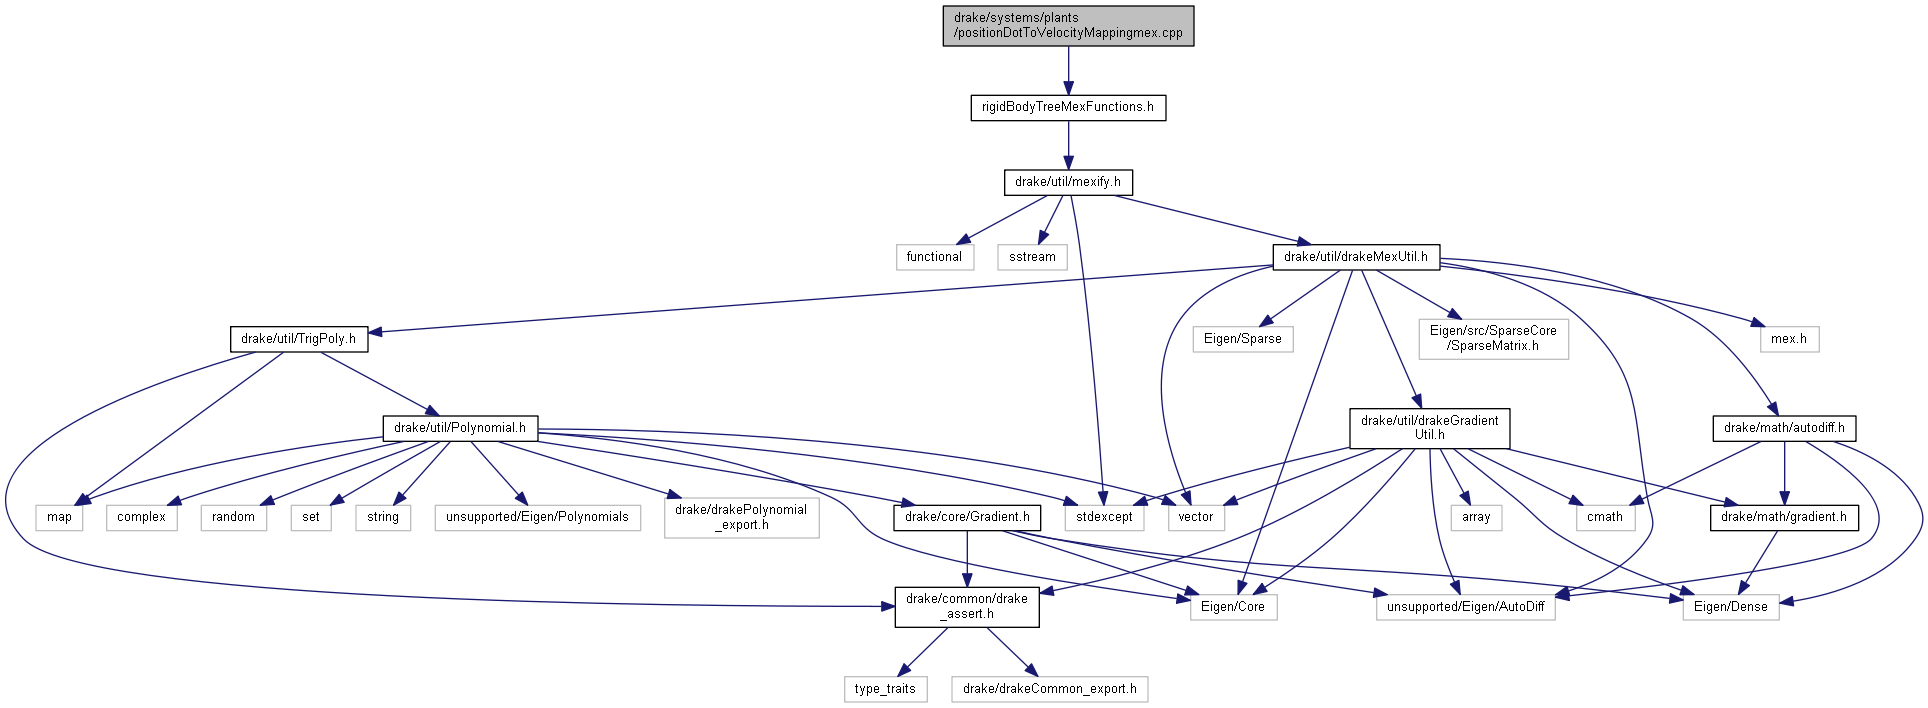 drake/systems/plants
/positionDotToVelocityMappingmex.cpp
rigidBodyTreeMexFunctions.h
drake/util/mexify.h
functional
sstream
drake/util/drakeMexUtil.h
drake/util/TrigPoly.h
Eigen/Sparse
Eigen/src/SparseCore
/SparseMatrix.h
mex.h
drake/util/Polynomial.h
drake/util/drakeGradient
Util.h
drake/math/autodiff.h
map
complex
random
set
string
unsupported/Eigen/Polynomials
drake/drakePolynomial
_export.h
drake/core/Gradient.h
stdexcept
vector
array
cmath
drake/math/gradient.h
drake/common/drake
_assert.h
Eigen/Core
unsupported/Eigen/AutoDiff
Eigen/Dense
type_traits
drake/drakeCommon_export.h